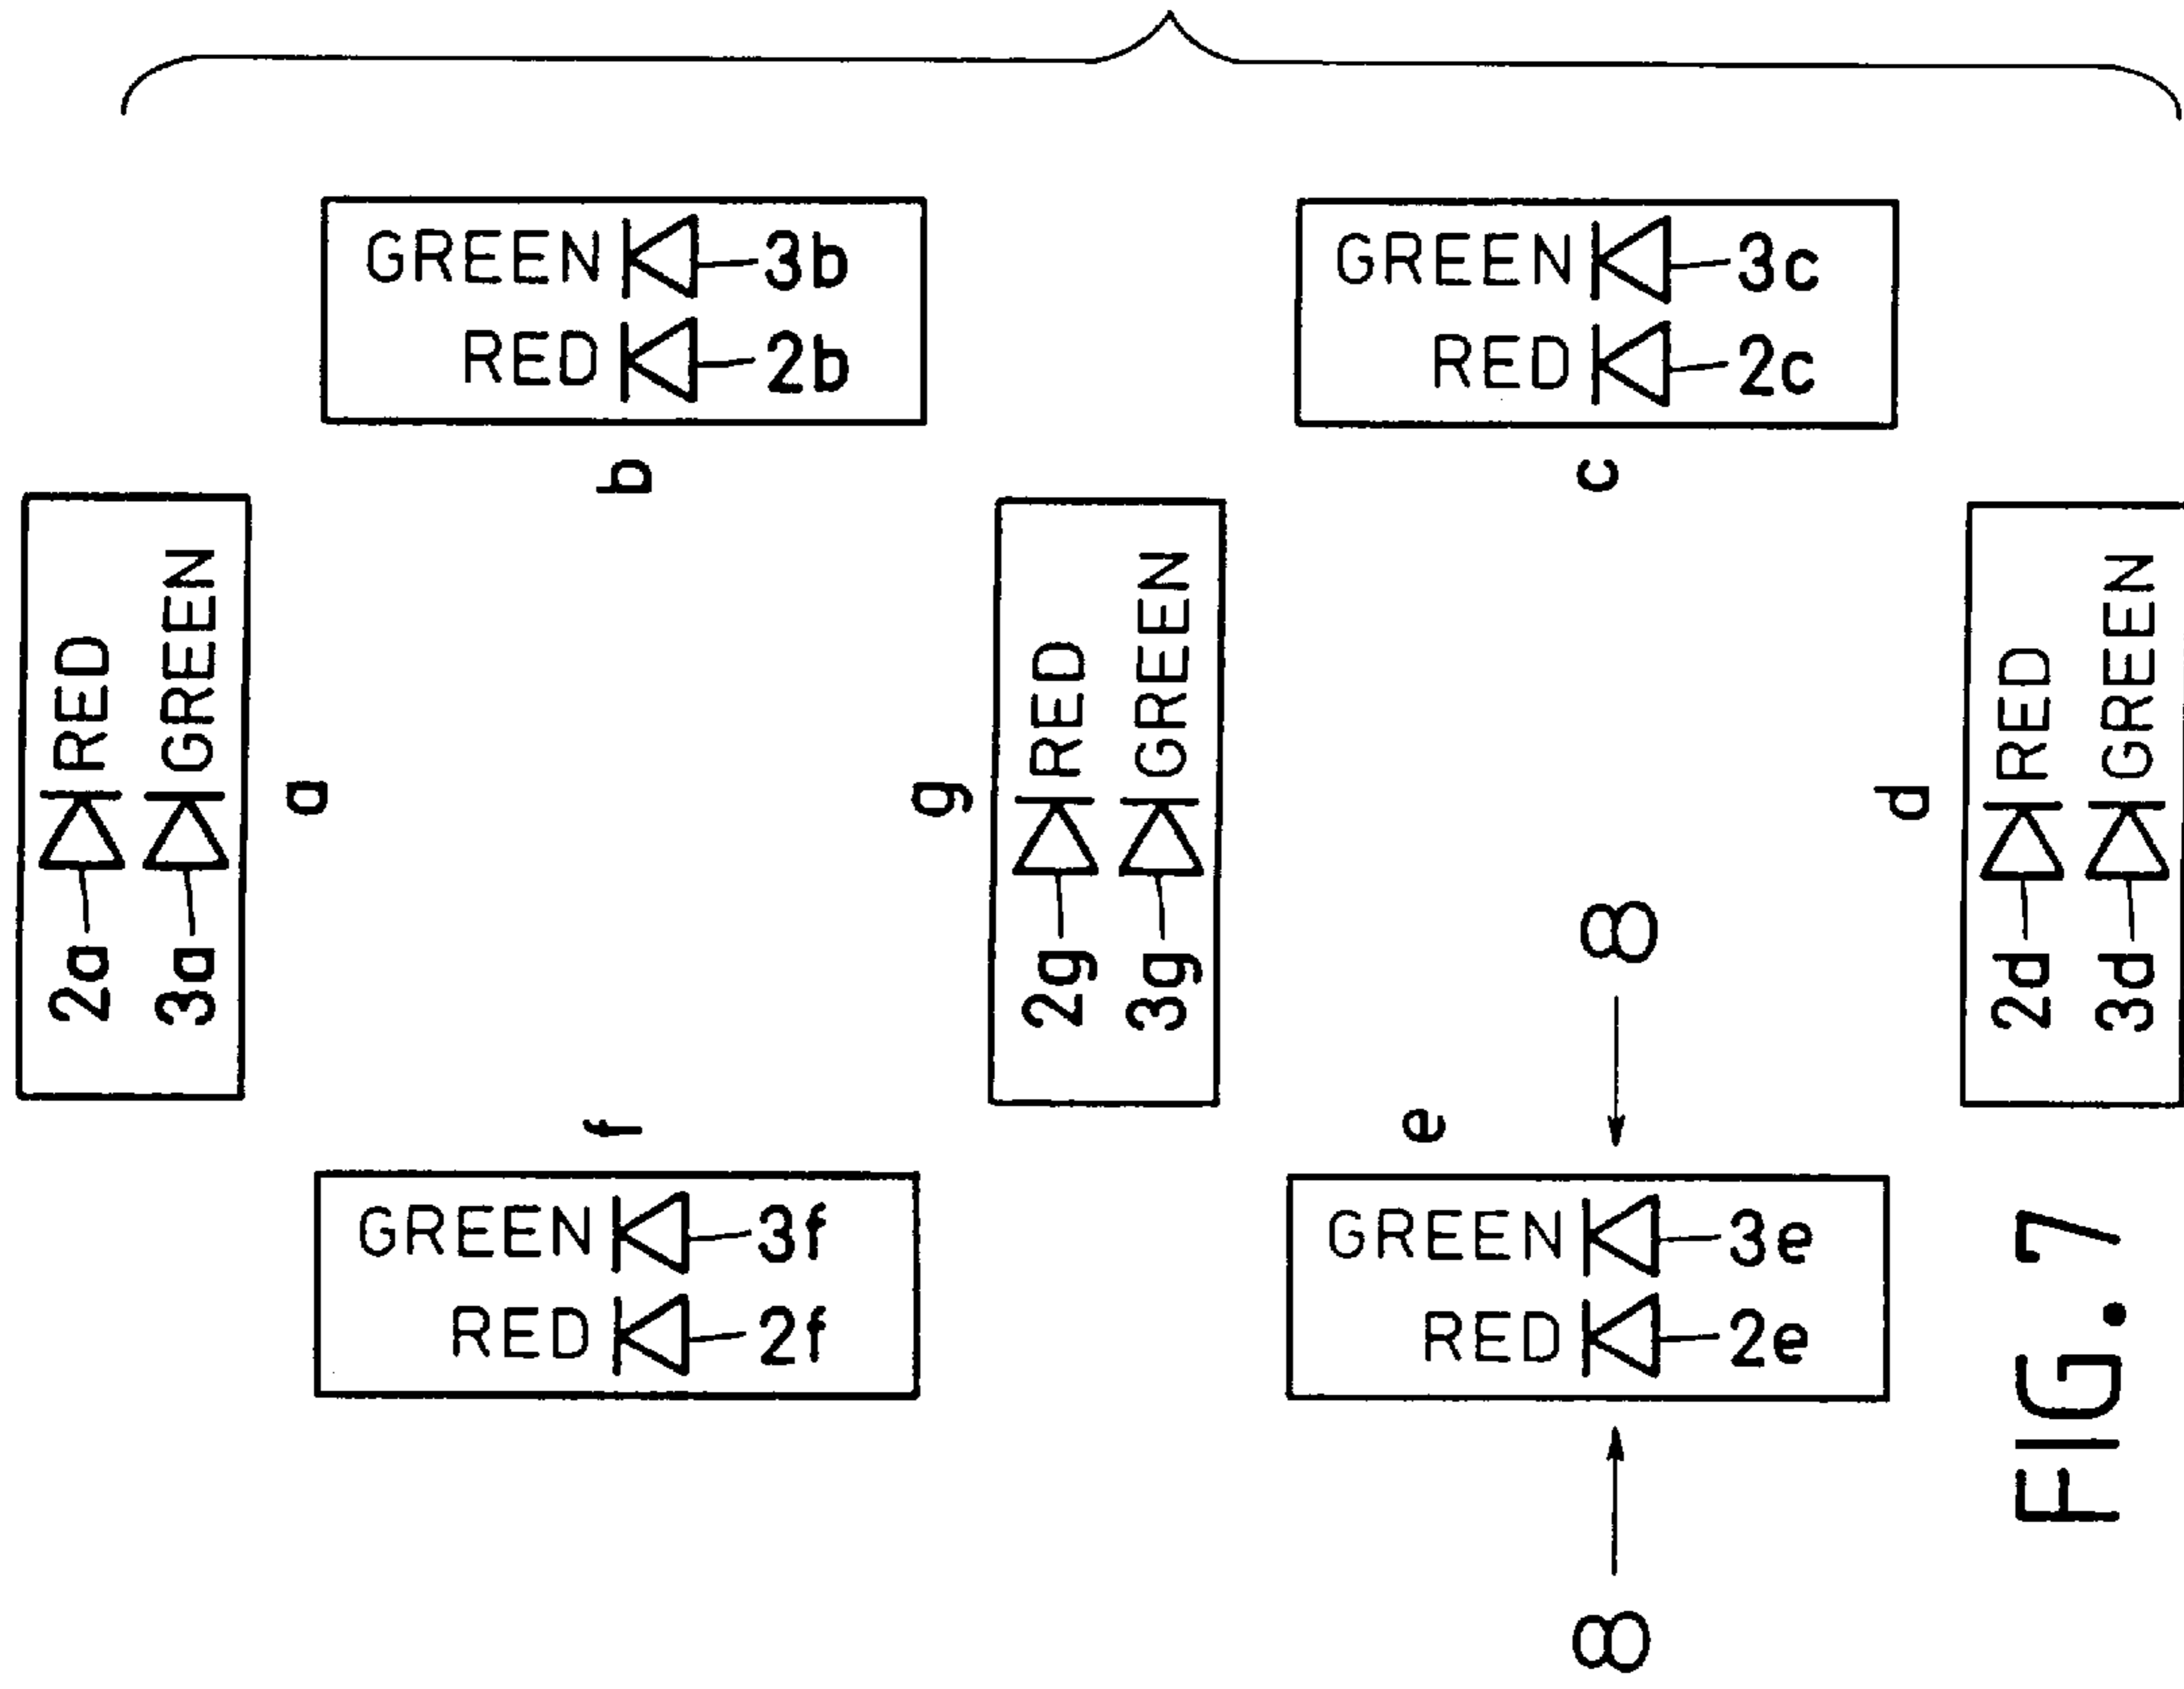 GREEN 3b
RED 2b
b
GREEN 3c
RED 2c
c
2a RED
3a GREEN
a
g
2g RED
3g GREEN
d
2d RED
3d GREEN
f
GREEN 3f
RED 2f
e
8
GREEN 3e
RED 2e
8
FIG. 7